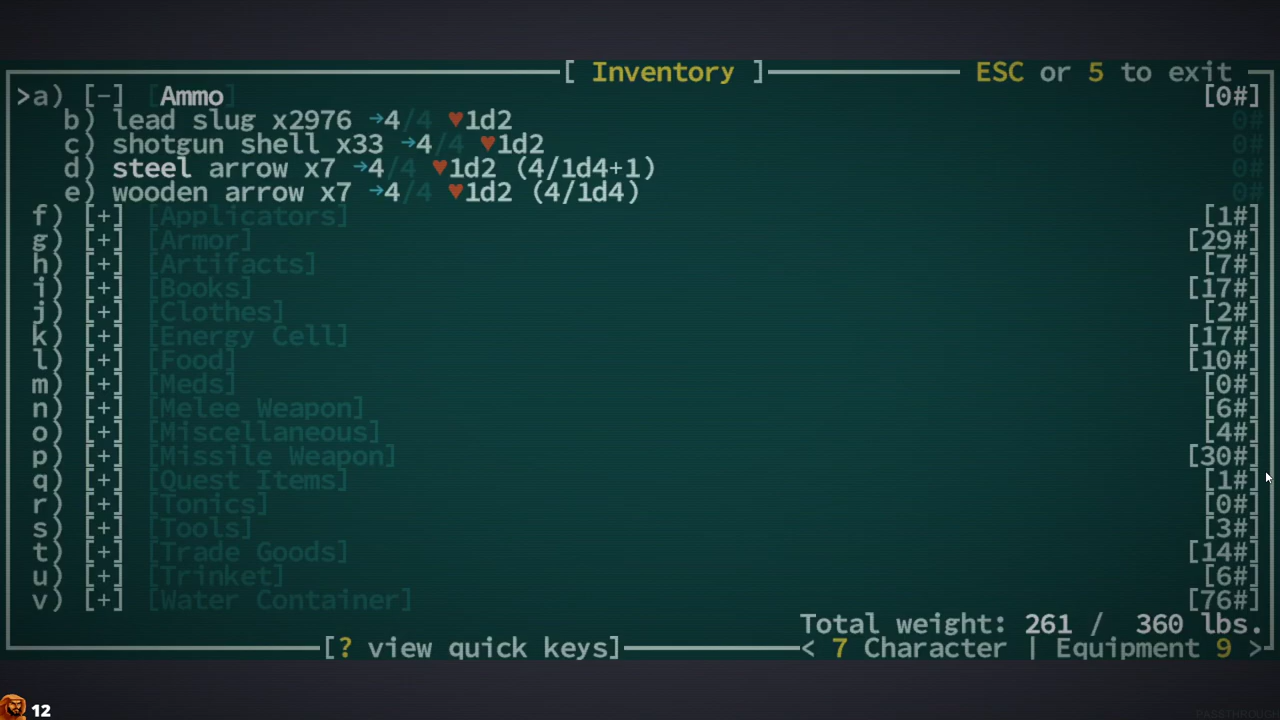 [ Inventory ] ESC or 5 to exit
>a) [-] [Ammo] [0#]
b) lead slug x2976 →4/4 ♥1d2 0#
c) shotgun shell x33 →4/4 ♥1d2 0#
d) steel arrow x7 →4/4 ♥1d2 (4/1d4+1) 0#
e) wooden arrow x7 →4/4 ♥1d2 (4/1d4) 0#
f) [+] [Applicators] [1#]
g) [+] [Armor] [29#]
h) [+] [Artifacts] [7#]
i) [+] [Books] [17#]
j) [+] [Clothes] [2#]
k) [+] [Energy Cell] [17#]
l) [+] [Food] [10#]
m) [+] [Meds] [0#]
n) [+] [Melee Weapon] [6#]
o) [+] [Miscellaneous] [4#]
p) [+] [Missile Weapon] [30#]
q) [+] [Quest Items] [1#]
r) [+] [Tonics] [0#]
s) [+] [Tools] [3#]
t) [+] [Trade Goods] [14#]
u) [+] [Trinket] [6#]
v) [+] [Water Container] [76#]
Total weight: 261 / 360 lbs.
[? view quick keys] < 7 Character | Equipment 9 >
12